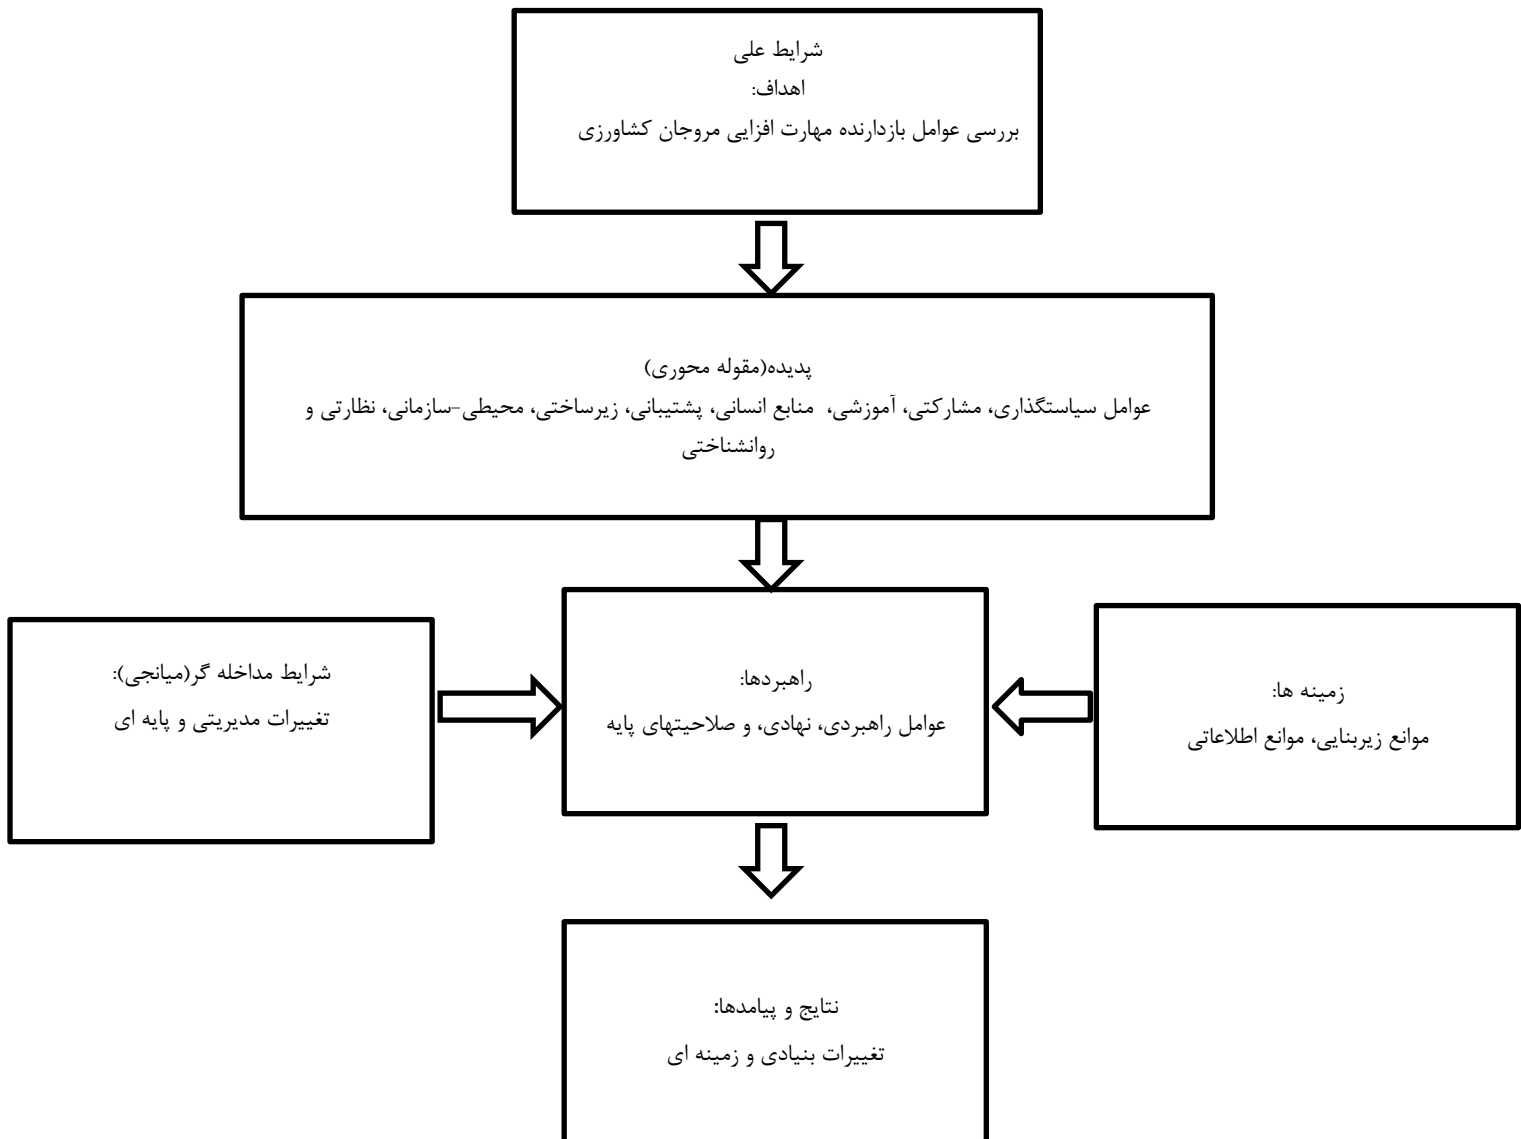 شرایط علی
اهداف:
بررسی عوامل بازدارنده مهارت افزایی مروجان کشاورزی
پدیده(مقوله محوری)
عوامل سیاستگذاری، مشارکتی، آموزشی، منابع انسانی، پشتیبانی، زیرساختی، محیطی-سازمانی، نظارتی و
روانشناختی
زمینه ها:
موانع زیربنایی، موانع اطلاعاتی
راهبردها:
عوامل راهبردی، نهادی، و صلاحیتهای پایه
شرایط مداخله گر(میانجی):
تغییرات مدیریتی و پایه ای
نتایج و پیامدها:
تغییرات بنیادی و زمینه ای